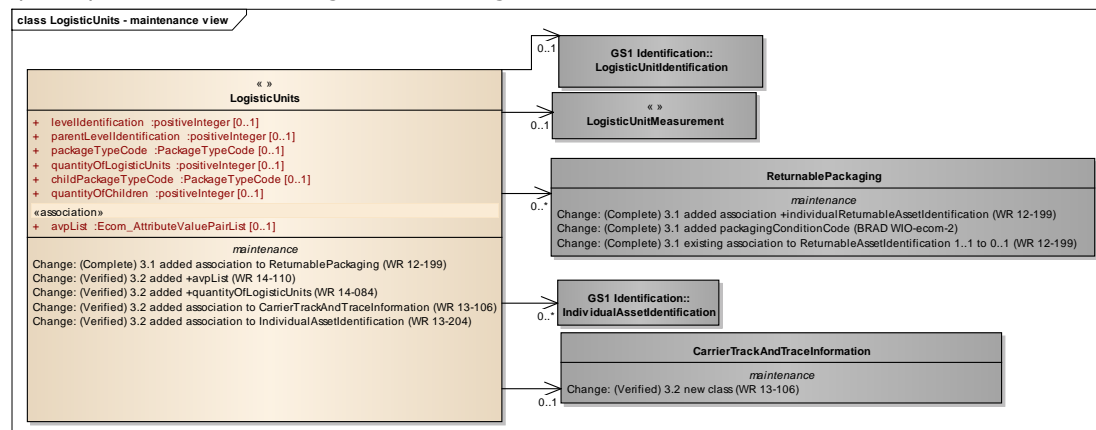 class LogisticUnits - maintenance view
« »
LogisticUnits
+ levelIdentification :positiveInteger [0..1]
+ parentLevelIdentification :positiveInteger [0..1]
+ packageTypeCode :PackageTypeCode [0..1]
+ quantityOfLogisticUnits :positiveInteger [0..1]
+ childPackageTypeCode :PackageTypeCode [0..1]
+ quantityOfChildren :positiveInteger [0..1]
«association»
+ avpList :Ecom_AttributeValuePairList [0..1]
maintenance
Change: (Complete) 3.1 added association to ReturnablePackaging (WR 12-199)
Change: (Verified) 3.2 added +avpList (WR 14-110)
Change: (Verified) 3.2 added +quantityOfLogisticUnits (WR 14-084)
Change: (Verified) 3.2 added association to CarrierTrackAndTraceInformation (WR 13-106)
Change: (Verified) 3.2 added association to IndividualAssetIdentification (WR 13-204)
0..1
GS1 Identification::
LogisticUnitIdentification
0..1
« »
LogisticUnitMeasurement
0..*
ReturnablePackaging
maintenance
Change: (Complete) 3.1 added association +individualReturnableAssetIdentification (WR 12-199)
Change: (Complete) 3.1 added packagingConditionCode (BRAD WIO-ecom-2)
Change: (Complete) 3.1 existing association to ReturnableAssetIdentification 1..1 to 0..1 (WR 12-199)
0..*
GS1 Identification::
IndividualAssetIdentification
0..1
CarrierTrackAndTraceInformation
maintenance
Change: (Verified) 3.2 new class (WR 13-106)